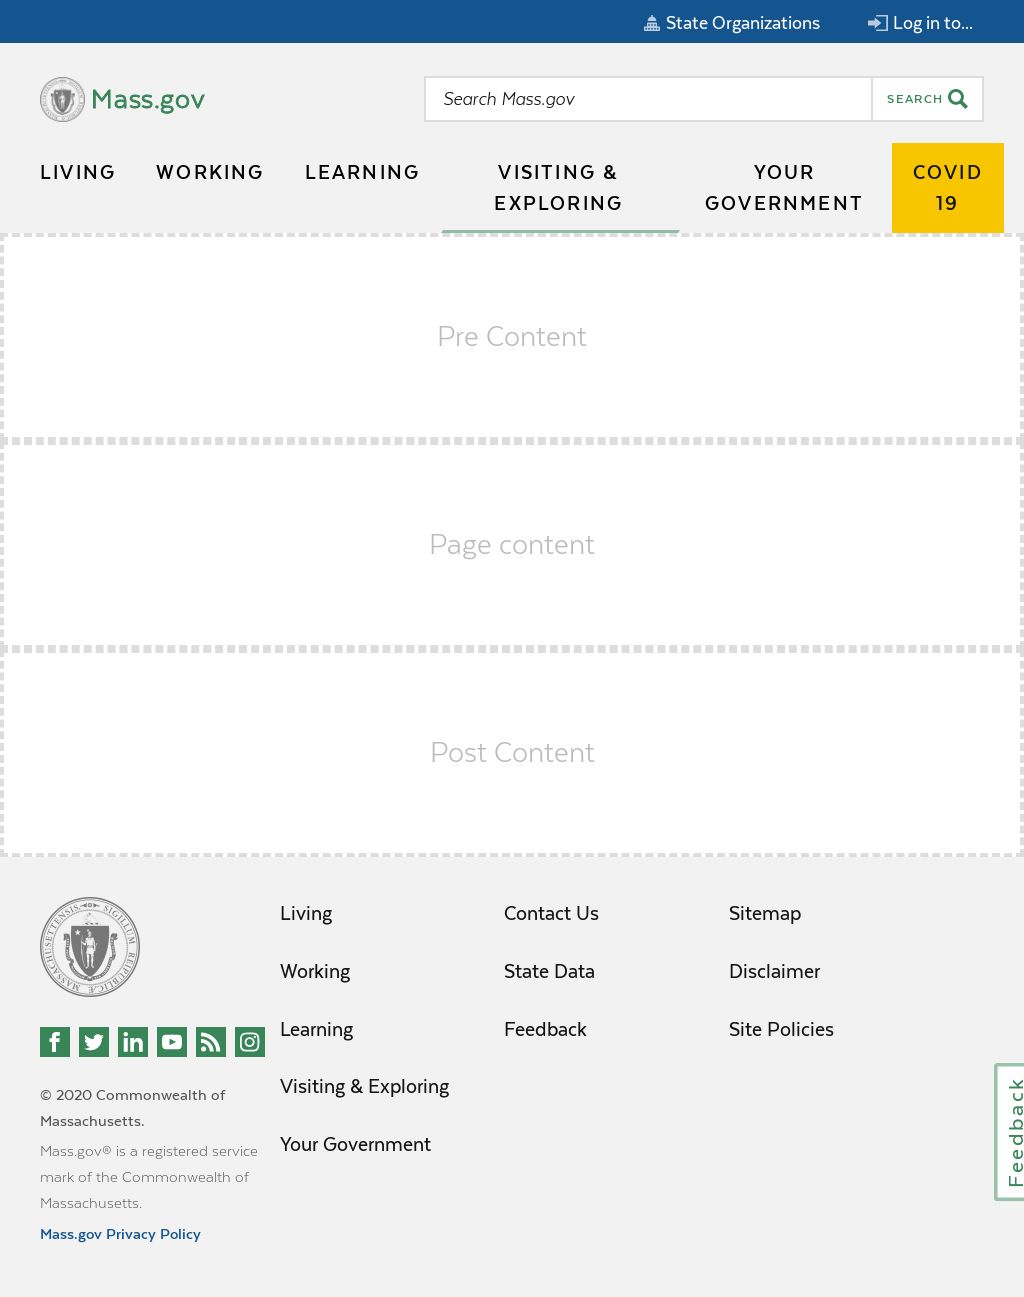 State Organizations
Log in to...
Mass.gov
Search Mass.gov
SEARCH
LIVING
WORKING
LEARNING
VISITING &
EXPLORING
YOUR
GOVERNMENT
COVID
19
Pre Content
Page content
Post Content
Living
Working
Learning
Visiting & Exploring
Your Government
Contact Us
State Data
Feedback
Sitemap
Disclaimer
Site Policies
SIGILLUM REIPUBLICÆ MASSACHUSETTENSIS
© 2020 Commonwealth of
Massachusetts.
Mass.gov® is a registered service
mark of the Commonwealth of
Massachusetts.
Mass.gov Privacy Policy
Feedback